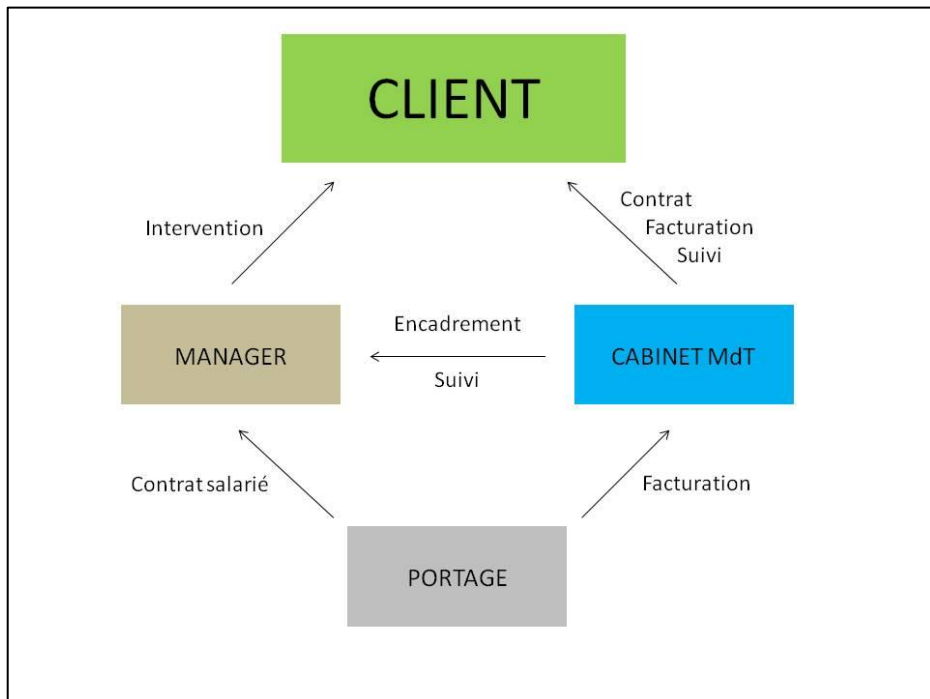 CLIENT
Intervention
Contrat
Facturation
Suivi
MANAGER
Encadrement
Suivi
CABINET MdT
Contrat salarié
Facturation
PORTAGE